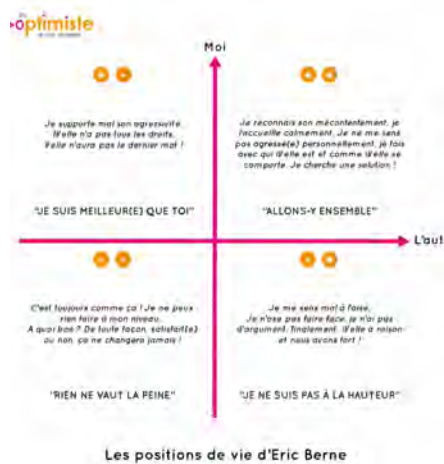 optimiste
Moi
Je supporte mal son agressivité.
Il/elle n'a pas tous les droits.
Il/elle n'aura pas le dernier mot !
"JE SUIS MEILLEUR(E) QUE TOI"
Je reconnais son mécontentement, je
l'accueille calmement. Je ne me sens
pas agressé(e) personnellement, je fais
avec qui il/elle est et comme il/elle se
comporte. Je cherche une solution !
"ALLONS-Y ENSEMBLE"
L'aut
C'est toujours comme ça ! Je ne peux
rien faire à mon niveau.
A quoi bon ? De toute façon, satisfait(e)
ou non, ça ne changera jamais !
"RIEN NE VAUT LA PEINE"
Je me sens mal à l'aise.
Je n'ose pas faire face, je n'ai pas
d'argument, finalement, il/elle a raison
et nous avons tort !
"JE NE SUIS PAS À LA HAUTEUR"
Les positions de vie d'Eric Berne